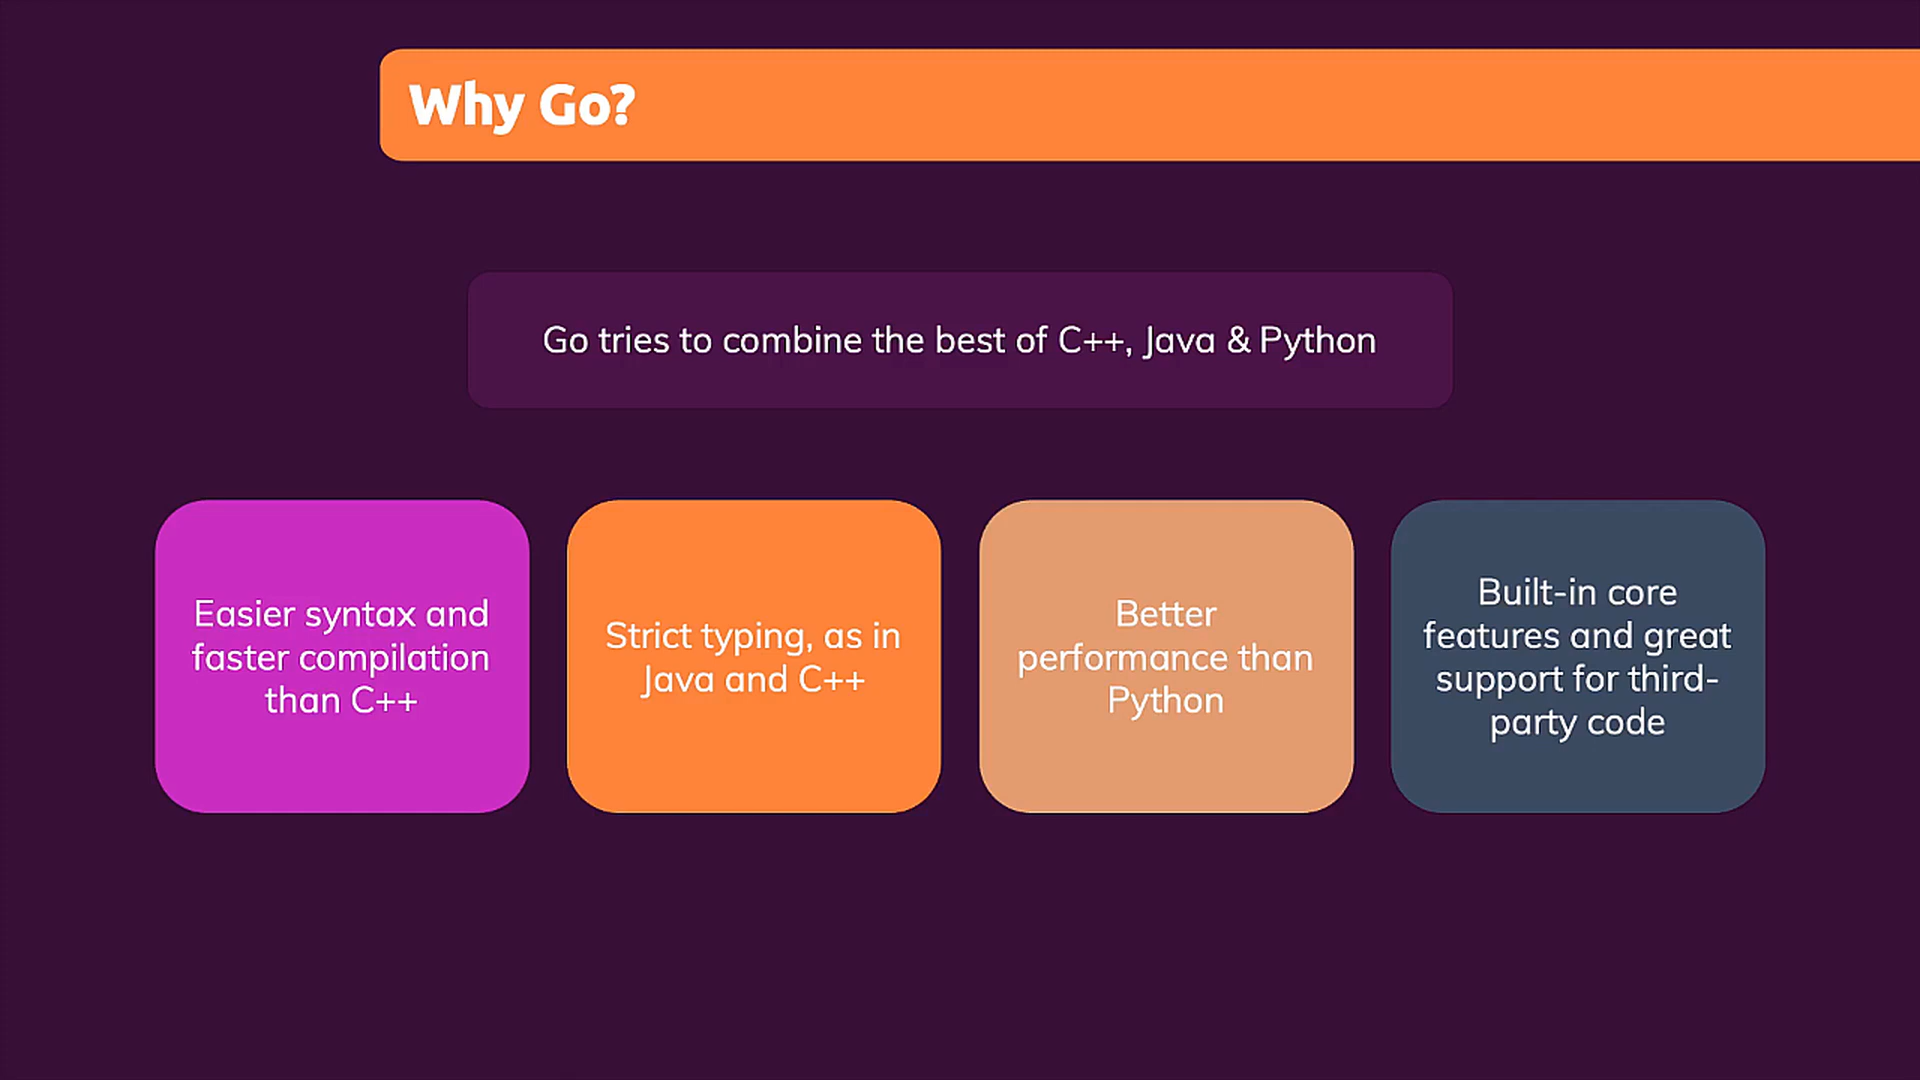 Why Go?
Go tries to combine the best of C++, Java & Python
Easier syntax and
faster compilation
than C++
Strict typing, as in
Java and C++
Better
performance than
Python
Built-in core
features and great
support for third-
party code